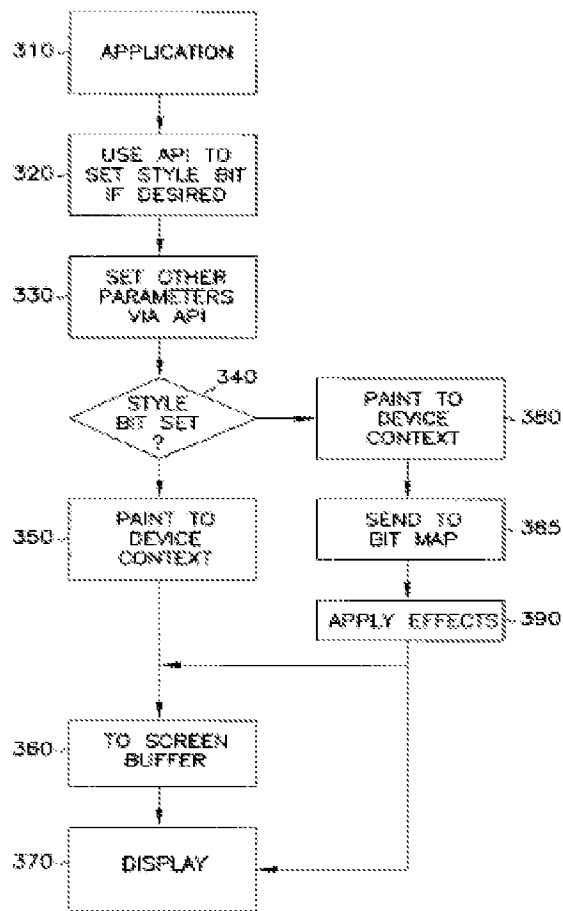 310
APPLICATION
320
USE API TO
SET STYLE BIT
IF DESIRED
330
SET OTHER
PARAMETERS
VIA API
340
STYLE
BIT SET
?
350
PAINT TO
DEVICE
CONTEXT
380
PAINT TO
DEVICE
CONTEXT
385
SEND TO
BIT MAP
390
APPLY EFFECTS
360
TO SCREEN
BUFFER
370
DISPLAY